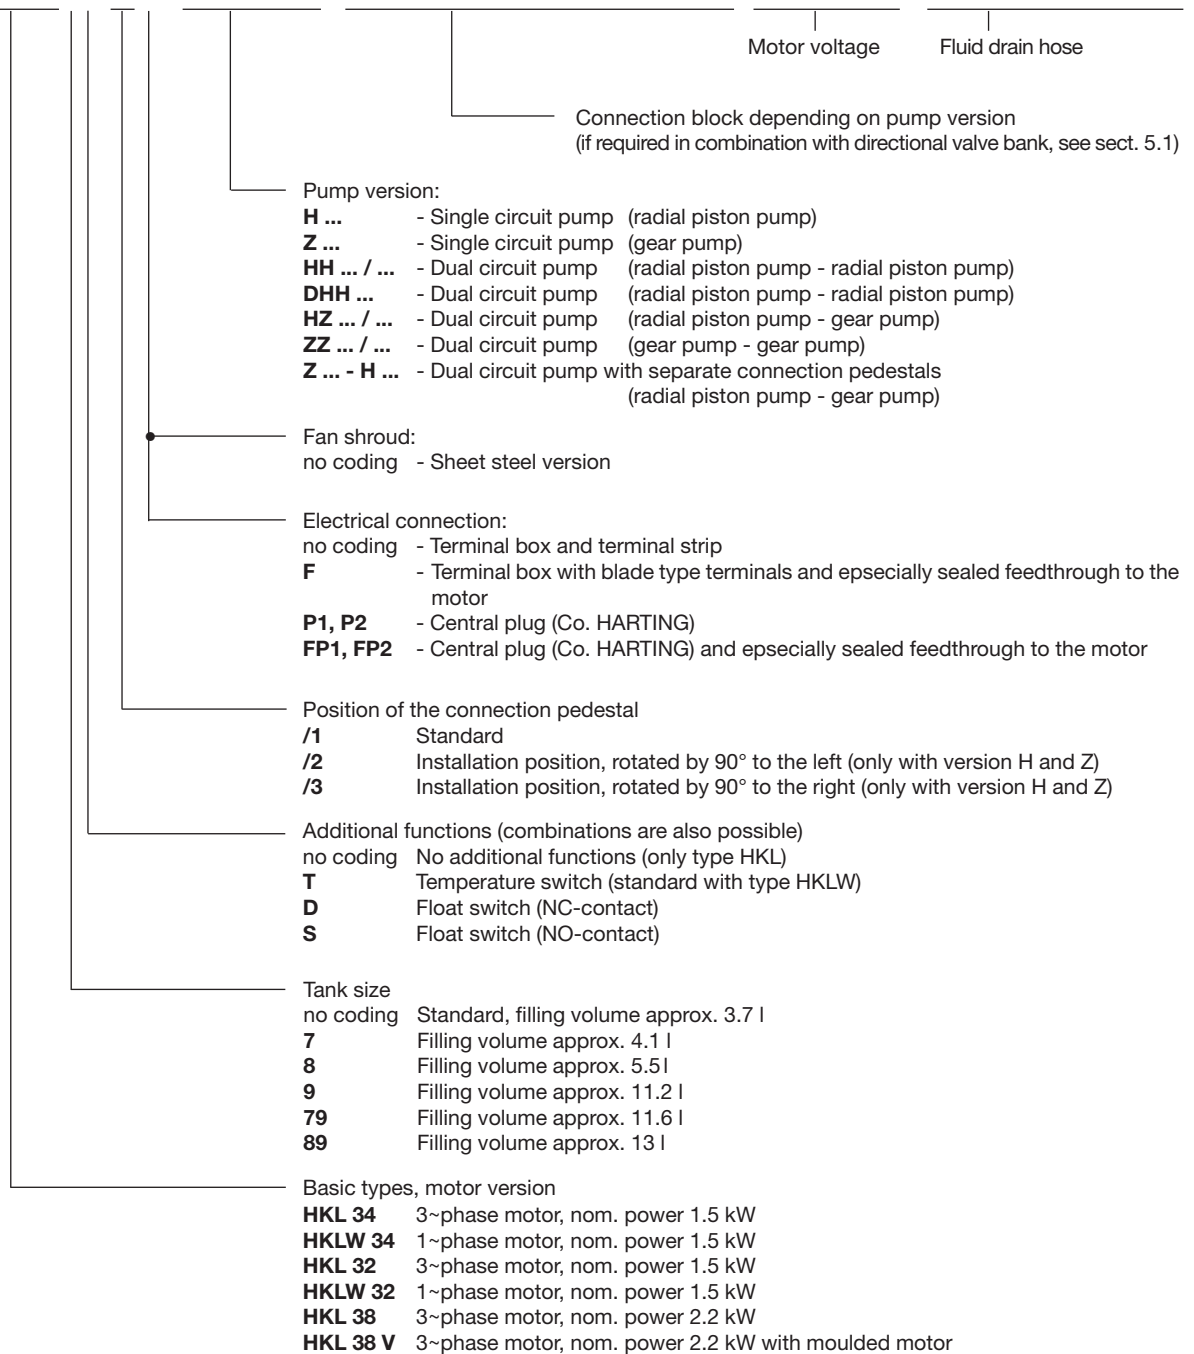 Motor voltage Fluid drain hose
Connection block depending on pump version
(if required in combination with directional valve bank, see sect. 5.1)
Pump version:
H ... - Single circuit pump (radial piston pump)
Z ... - Single circuit pump (gear pump)
HH ... / ... - Dual circuit pump (radial piston pump - radial piston pump)
DHH ... - Dual circuit pump (radial piston pump - radial piston pump)
HZ ... / ... - Dual circuit pump (radial piston pump - gear pump)
ZZ ... / ... - Dual circuit pump (gear pump - gear pump)
Z ... - H ... - Dual circuit pump with separate connection pedestals
(radial piston pump - gear pump)
Fan shroud:
no coding - Sheet steel version
Electrical connection:
no coding - Terminal box and terminal strip
F - Terminal box with blade type terminals and epsecially sealed feedthrough to the
motor
P1, P2 - Central plug (Co. HARTING)
FP1, FP2 - Central plug (Co. HARTING) and epsecially sealed feedthrough to the motor
Position of the connection pedestal
/1 Standard
/2 Installation position, rotated by 90° to the left (only with version H and Z)
/3 Installation position, rotated by 90° to the right (only with version H and Z)
Additional functions (combinations are also possible)
no coding No additional functions (only type HKL)
T Temperature switch (standard with type HKLW)
D Float switch (NC-contact)
S Float switch (NO-contact)
Tank size
no coding Standard, filling volume approx. 3.7 l
7 Filling volume approx. 4.1 l
8 Filling volume approx. 5.5 l
9 Filling volume approx. 11.2 l
79 Filling volume approx. 11.6 l
89 Filling volume approx. 13 l
Basic types, motor version
HKL 34 3~phase motor, nom. power 1.5 kW
HKLW 34 1~phase motor, nom. power 1.5 kW
HKL 32 3~phase motor, nom. power 1.5 kW
HKLW 32 1~phase motor, nom. power 1.5 kW
HKL 38 3~phase motor, nom. power 2.2 kW
HKL 38 V 3~phase motor, nom. power 2.2 kW with moulded motor